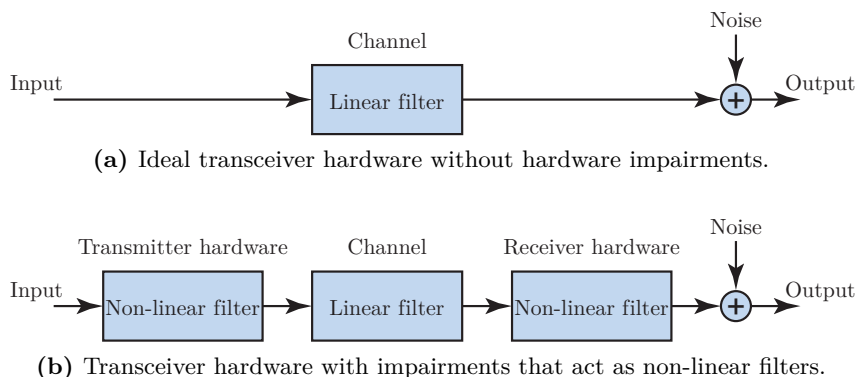 Noise
Channel
Input
Linear filter
+
Output
(a) Ideal transceiver hardware without hardware impairments.
Noise
Transmitter hardware
Channel
Receiver hardware
Input
Non-linear filter
Linear filter
Non-linear filter
+
Output
(b) Transceiver hardware with impairments that act as non-linear filters.